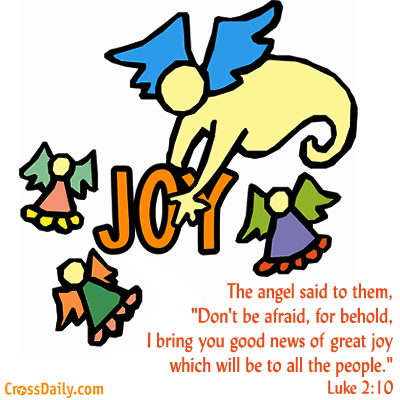 JOY
The angel said to them,
"Don't be afraid, for behold,
I bring you good news of great joy
which will be to all the people."
Luke 2:10
CrossDaily.com